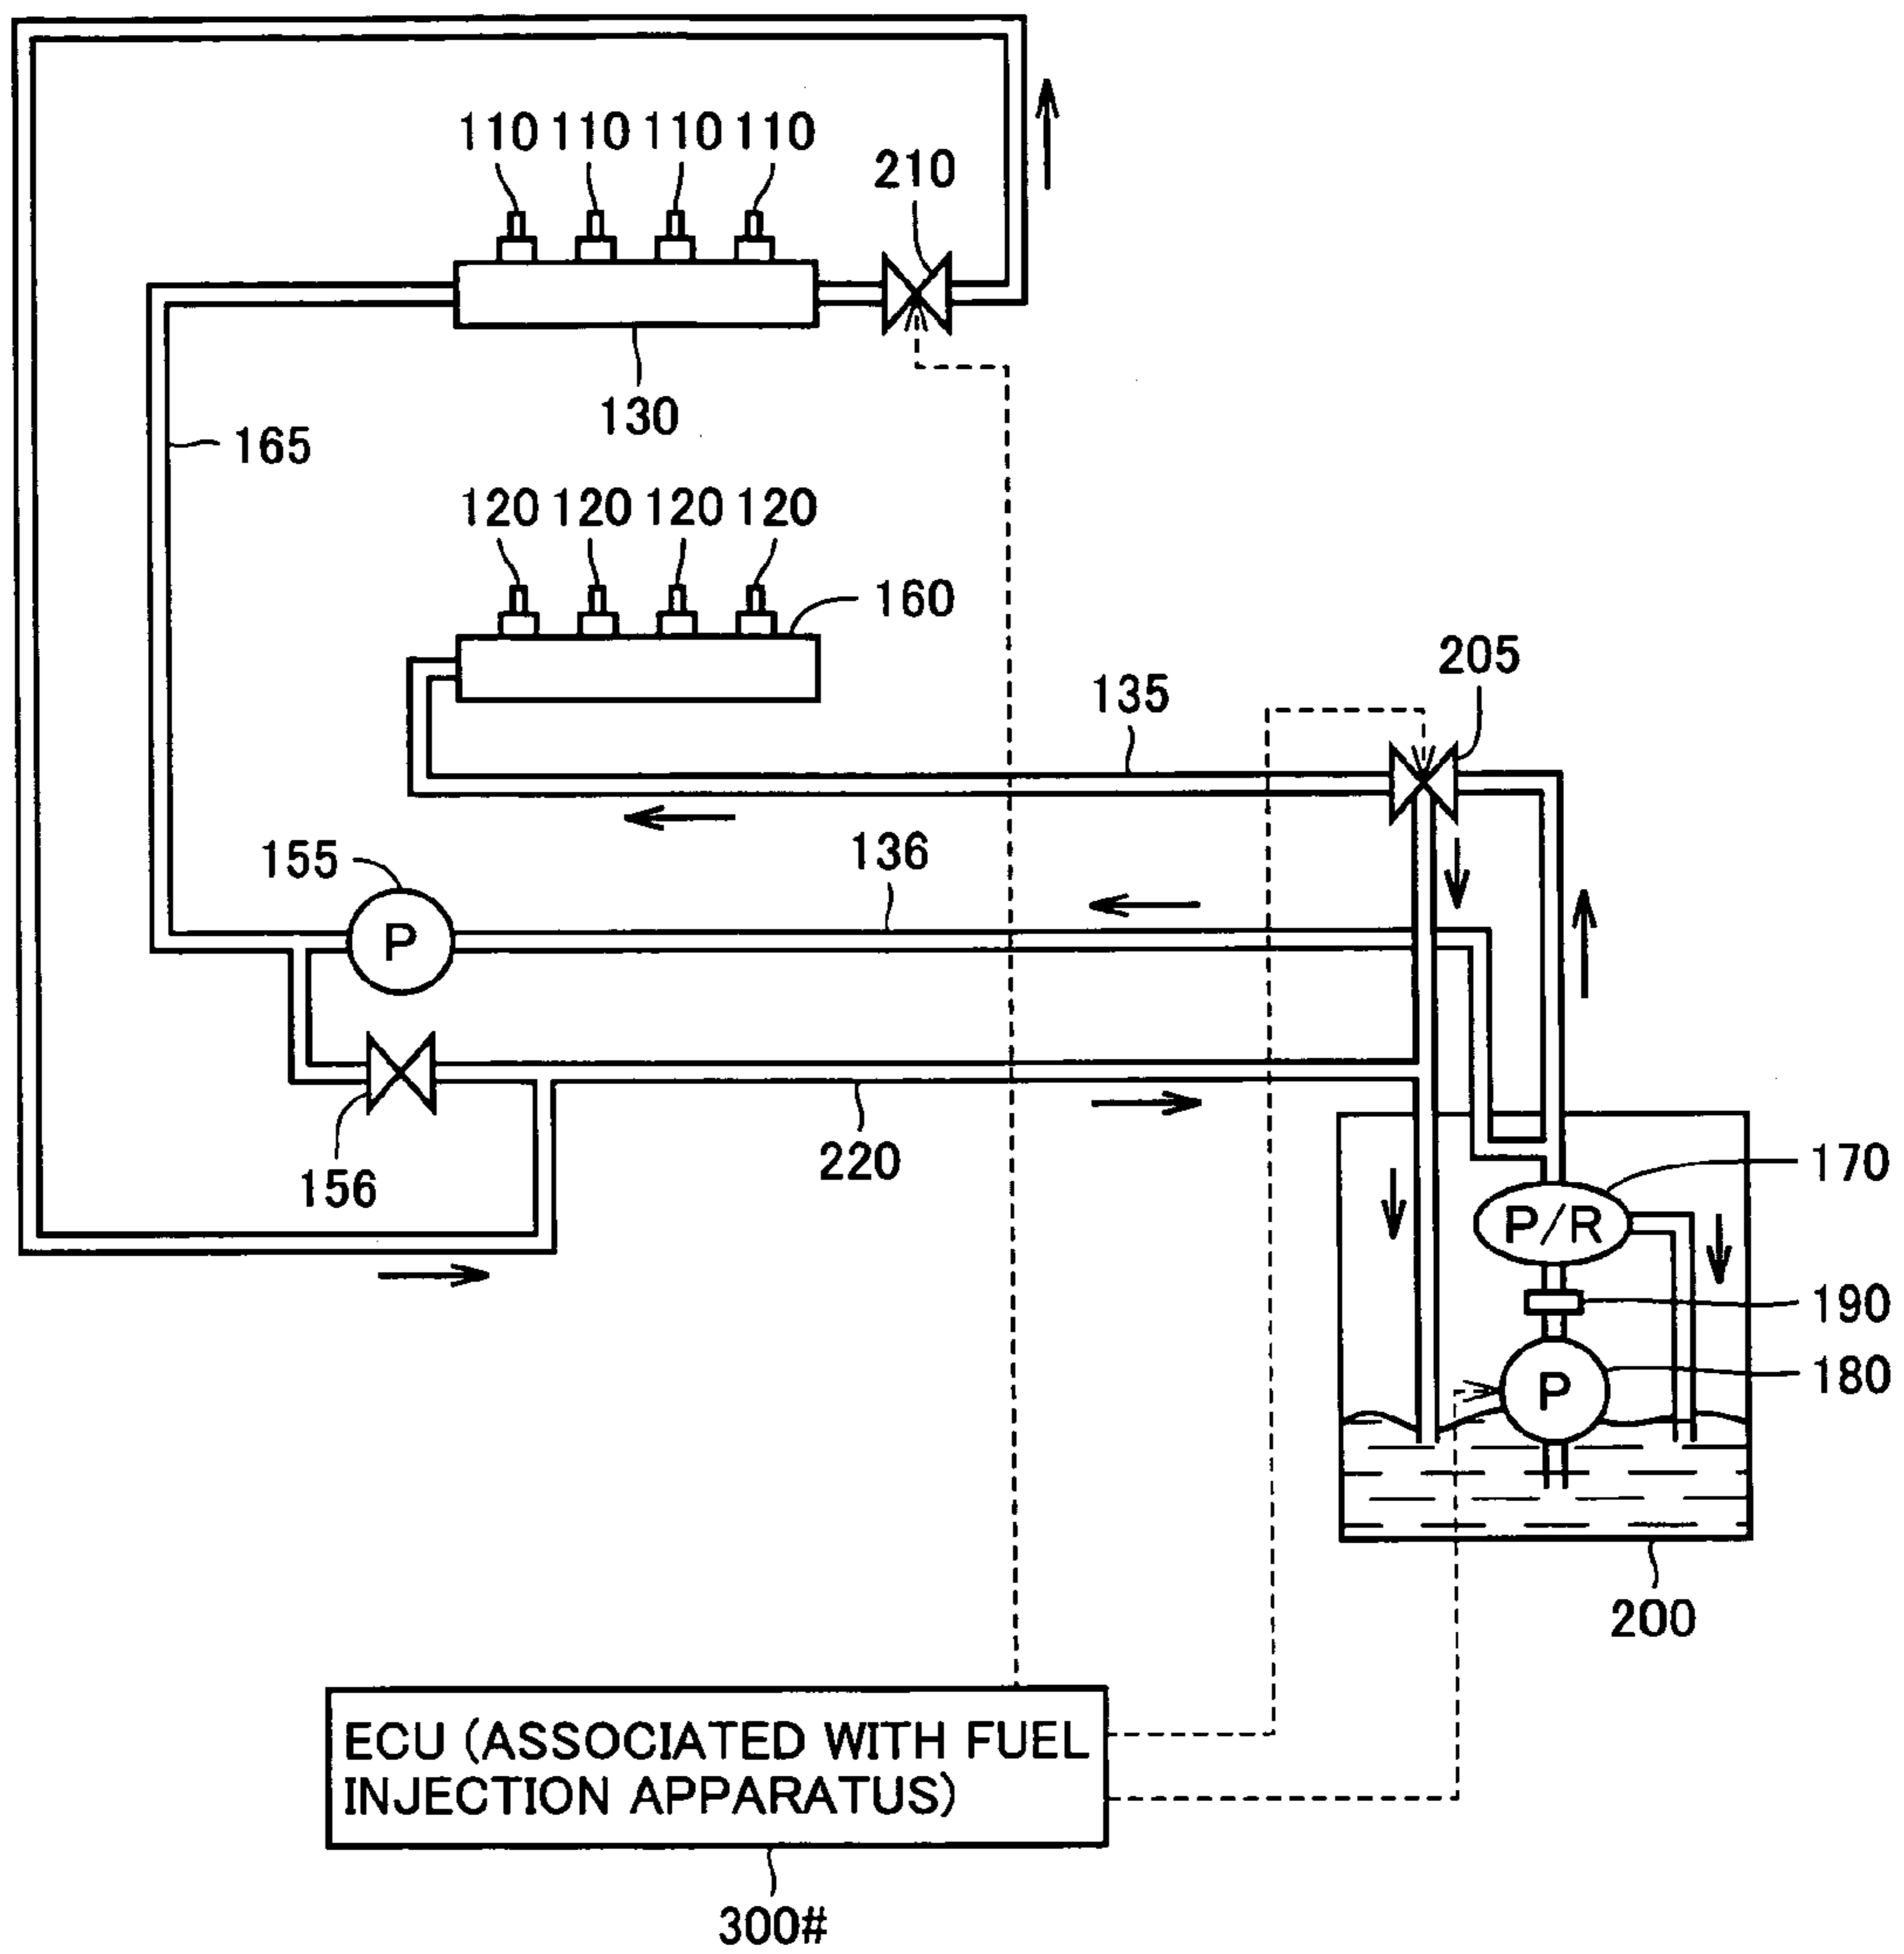 110 110 110 110
210
130
165
120 120 120 120
160
205
135
136
155
P
220
156
170
P/R
190
180
P
200
ECU (ASSOCIATED WITH FUEL
INJECTION APPARATUS)
300#